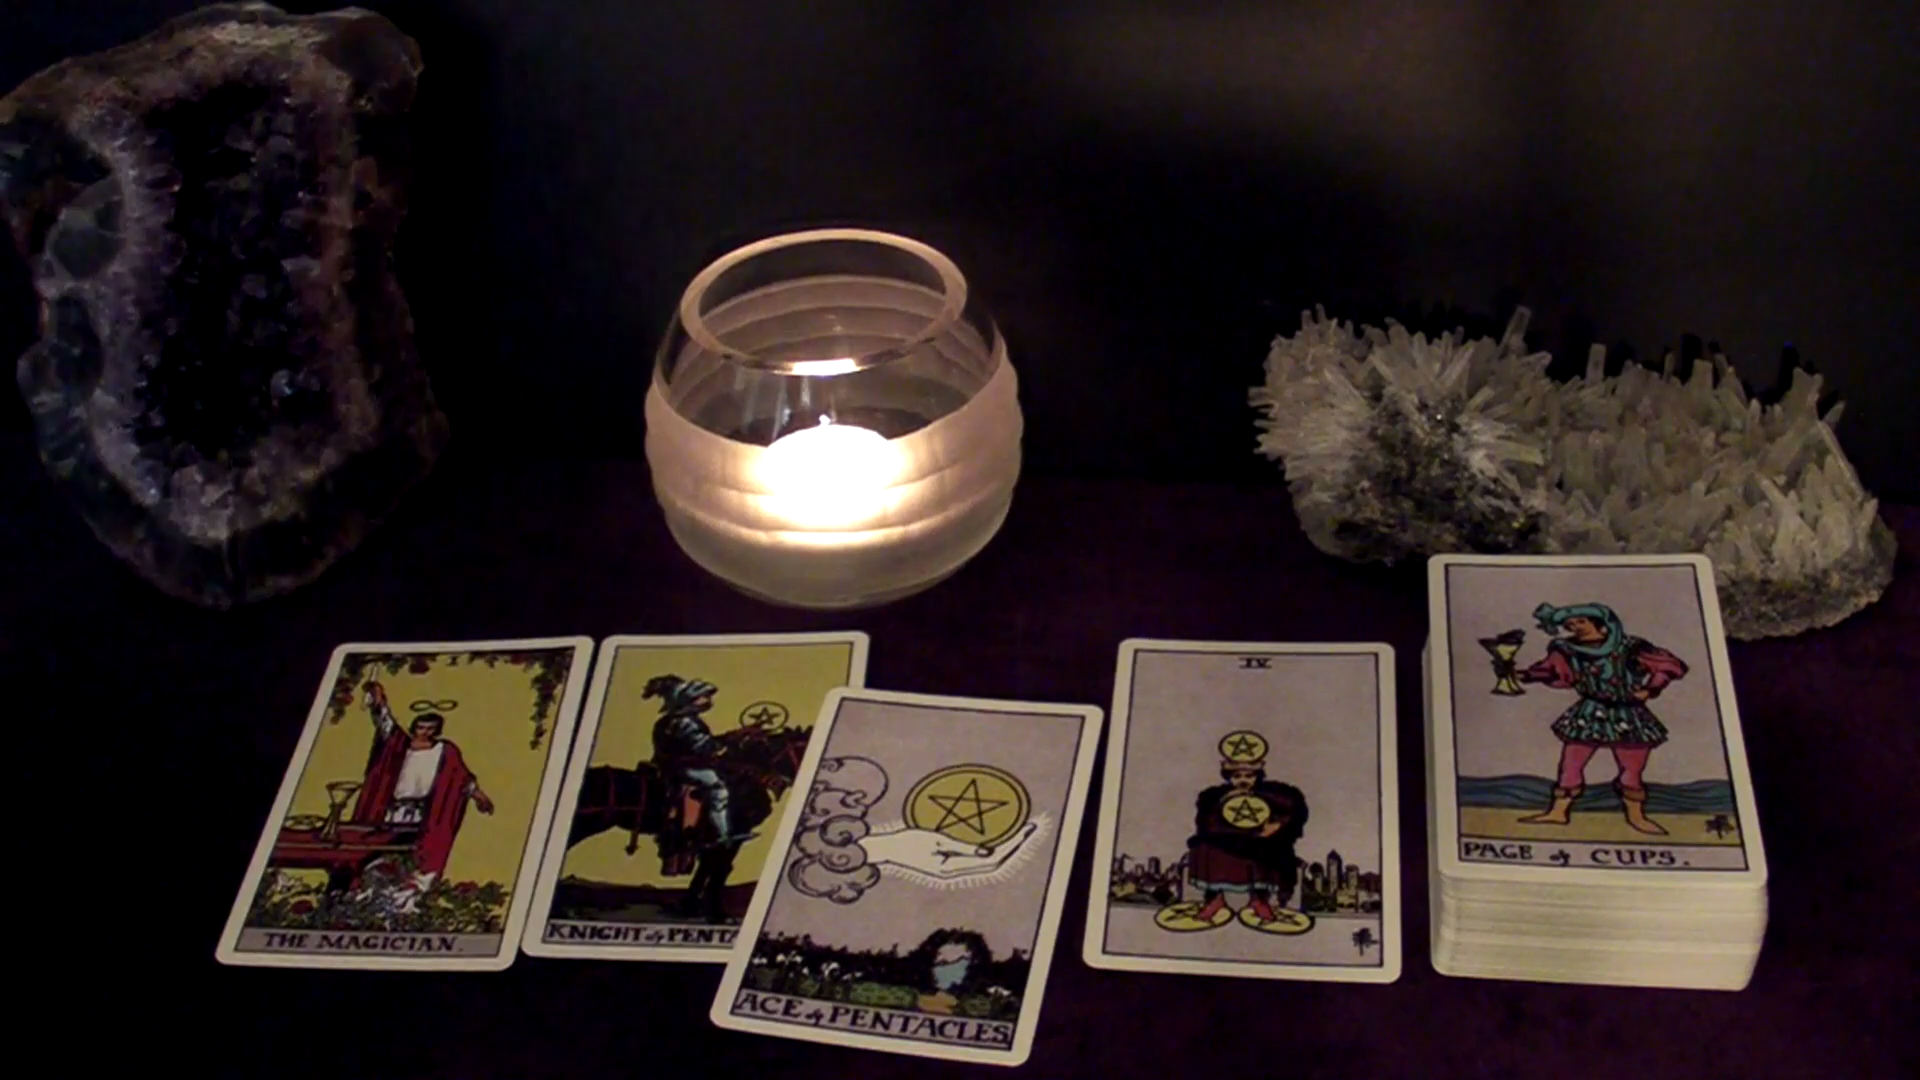 I
THE MAGICIAN.
KNIGHT of PENTA
ACE of PENTACLES
IV
PAGE of CUPS.